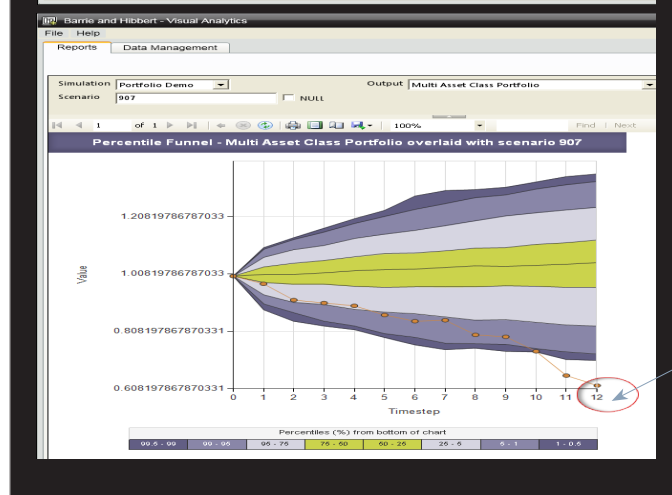 Barrie and Hibbert - Visual Analytics
File Help
Reports Data Management
Simulation Portfolio Demo Output Multi Asset Class Portfolio
Scenario 907 NULL
1 of 1 100% Find | Next
Percentile Funnel - Multi Asset Class Portfolio overlaid with scenario 907
1.20819786787033
1.00819786787033
0.808197867870331
0.608197867870331
Value
0 1 2 3 4 5 6 7 8 9 10 11 12
Timestep
Percentiles (%) from bottom of chart
99.5 - 99 99 - 95 95 - 75 75 - 50 50 - 25 25 - 5 5 - 1 1 - 0.5